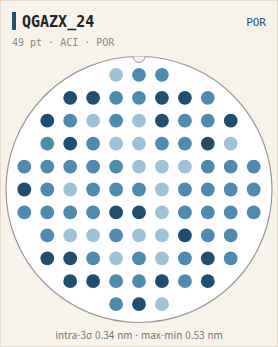 QGAZX_24
POR
49 pt · ACI · POR
intra-3σ 0.34 nm · max-min 0.53 nm